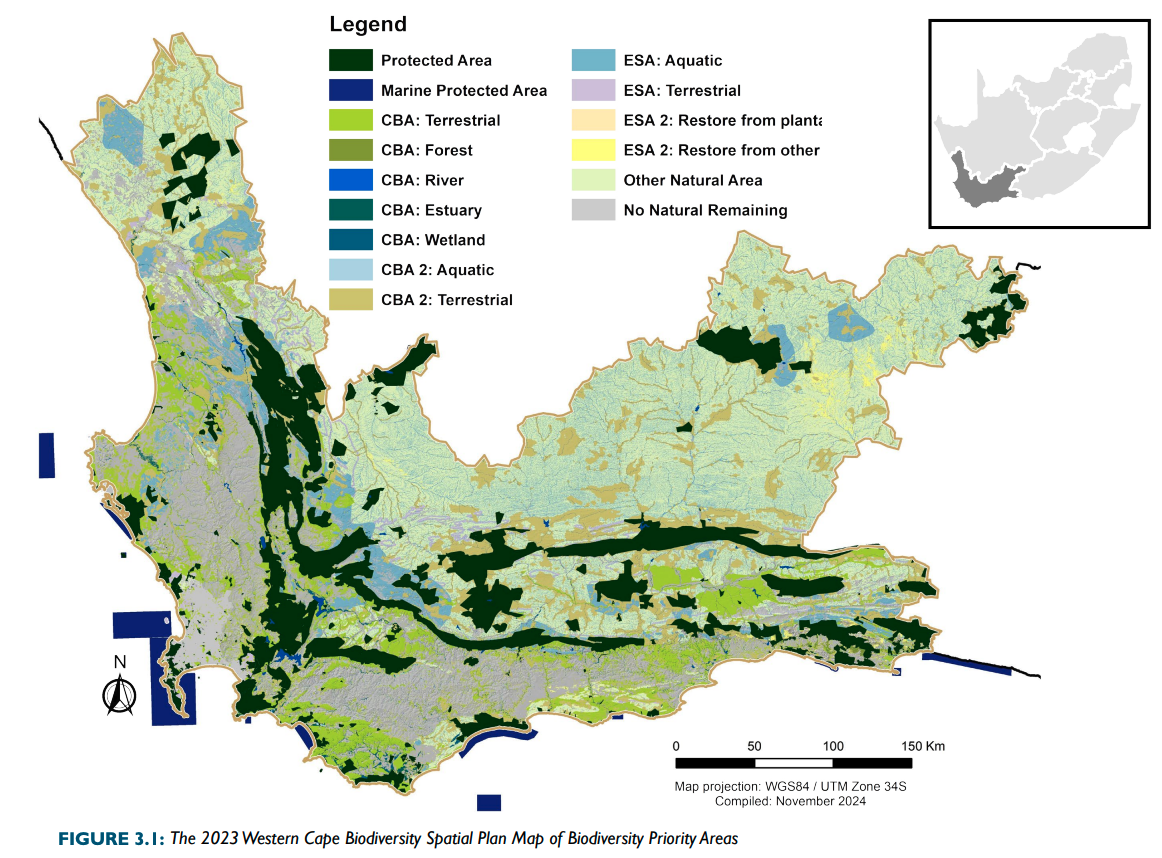 Legend
Protected Area
Marine Protected Area
CBA: Terrestrial
CBA: Forest
CBA: River
CBA: Estuary
CBA: Wetland
CBA 2: Aquatic
CBA 2: Terrestrial
ESA: Aquatic
ESA: Terrestrial
ESA 2: Restore from planta
ESA 2: Restore from other
Other Natural Area
No Natural Remaining
N
0 50 100 150 Km
Map projection: WGS84 / UTM Zone 34S
Compiled: November 2024
FIGURE 3.1: The 2023 Western Cape Biodiversity Spatial Plan Map of Biodiversity Priority Areas